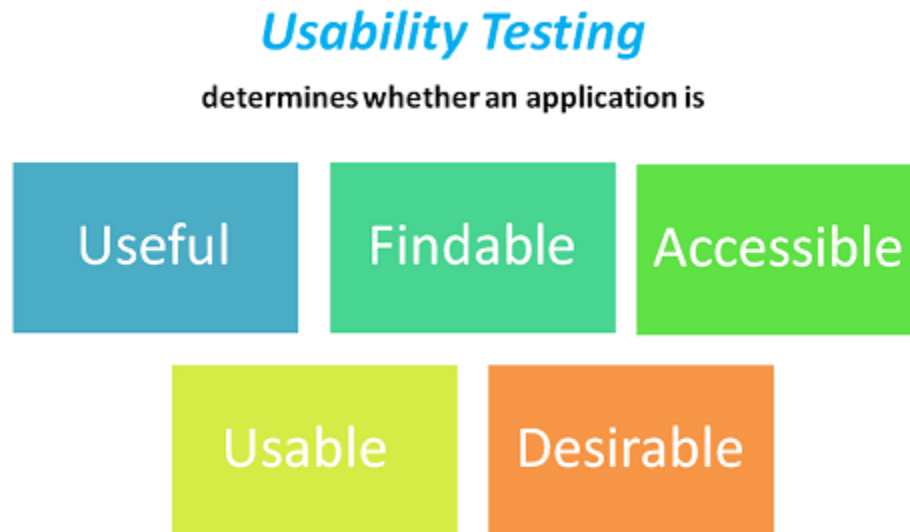 Usability Testing
determines whether an application is
Useful
Findable
Accessible
Usable
Desirable